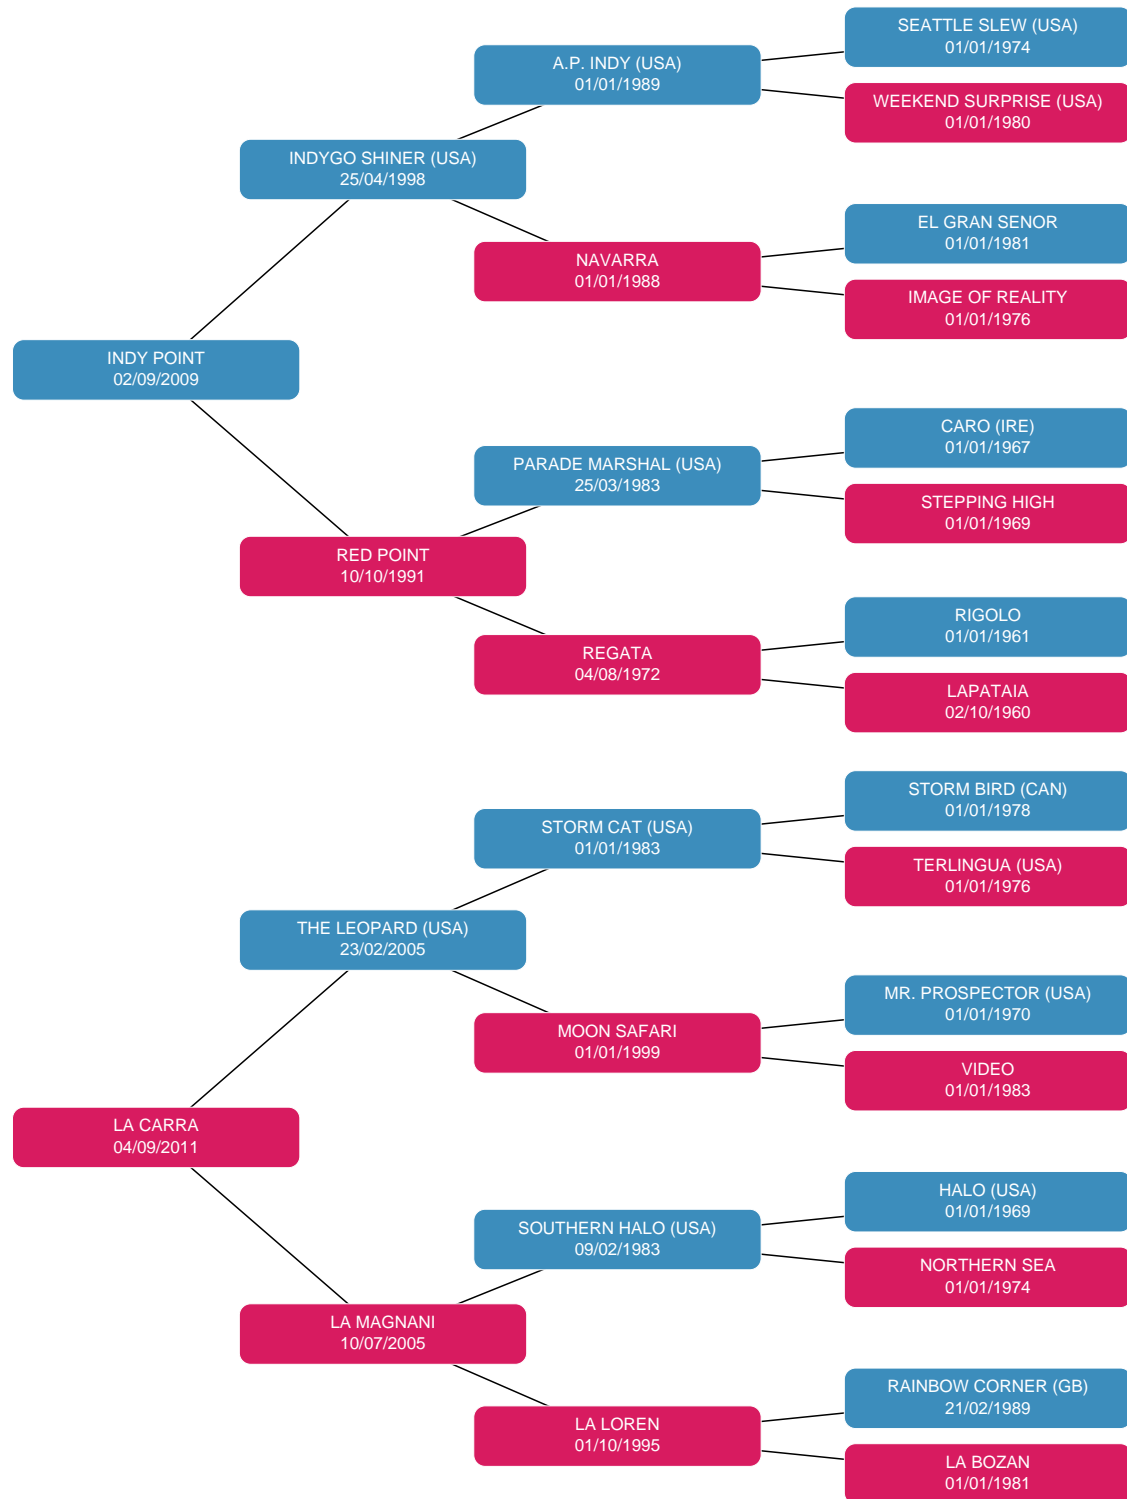 SEATTLE SLEW (USA)
01/01/1974
A.P. INDY (USA)
01/01/1989
WEEKEND SURPRISE (USA)
01/01/1980
INDYGO SHINER (USA)
25/04/1998
EL GRAN SENOR
01/01/1981
NAVARRA
01/01/1988
IMAGE OF REALITY
01/01/1976
INDY POINT
02/09/2009
CARO (IRE)
01/01/1967
PARADE MARSHAL (USA)
25/03/1983
STEPPING HIGH
01/01/1969
RED POINT
10/10/1991
RIGOLO
01/01/1961
REGATA
04/08/1972
LAPATAIA
02/10/1960
STORM BIRD (CAN)
01/01/1978
STORM CAT (USA)
01/01/1983
TERLINGUA (USA)
01/01/1976
THE LEOPARD (USA)
23/02/2005
MR. PROSPECTOR (USA)
01/01/1970
MOON SAFARI
01/01/1999
VIDEO
01/01/1983
LA CARRA
04/09/2011
HALO (USA)
01/01/1969
SOUTHERN HALO (USA)
09/02/1983
NORTHERN SEA
01/01/1974
LA MAGNANI
10/07/2005
RAINBOW CORNER (GB)
21/02/1989
LA LOREN
01/10/1995
LA BOZAN
01/01/1981